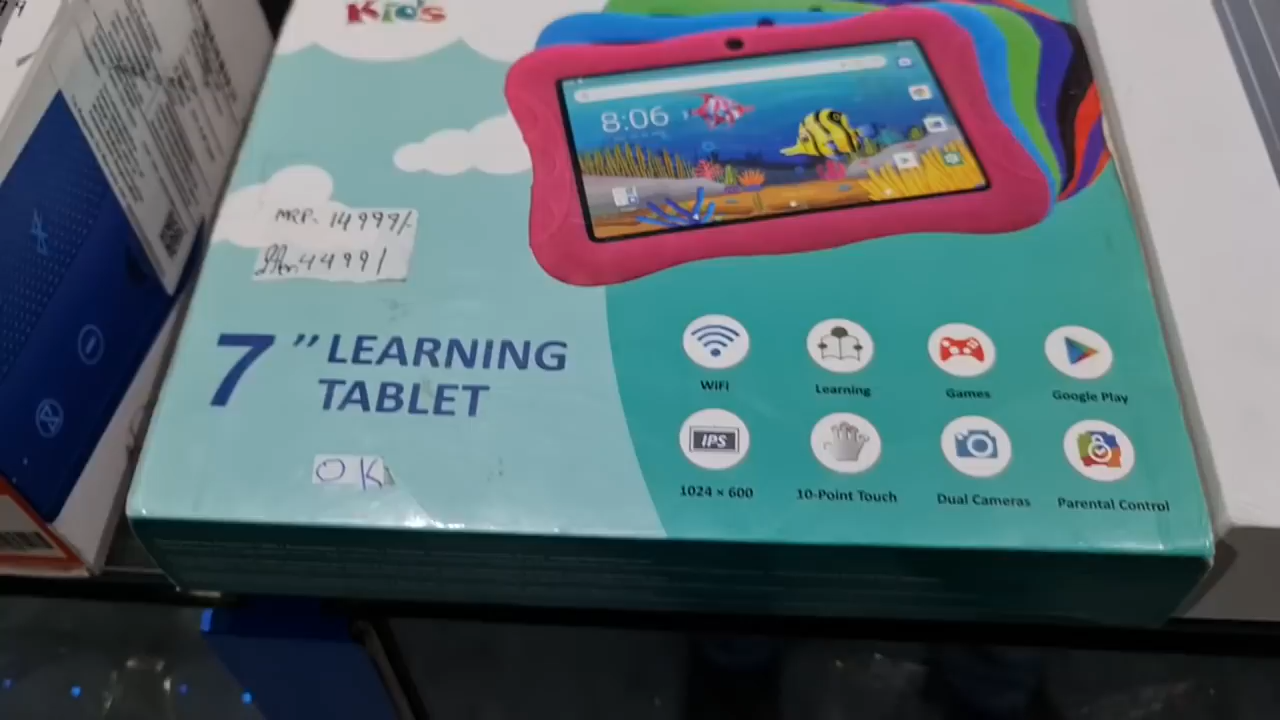 Kids
8:06
MRP- 14999/-
4499/
7" LEARNING
TABLET
WIFI
Learning
Games
Google Play
IPS
1024 × 600
10-Point Touch
Dual Cameras
Parental Control
OK